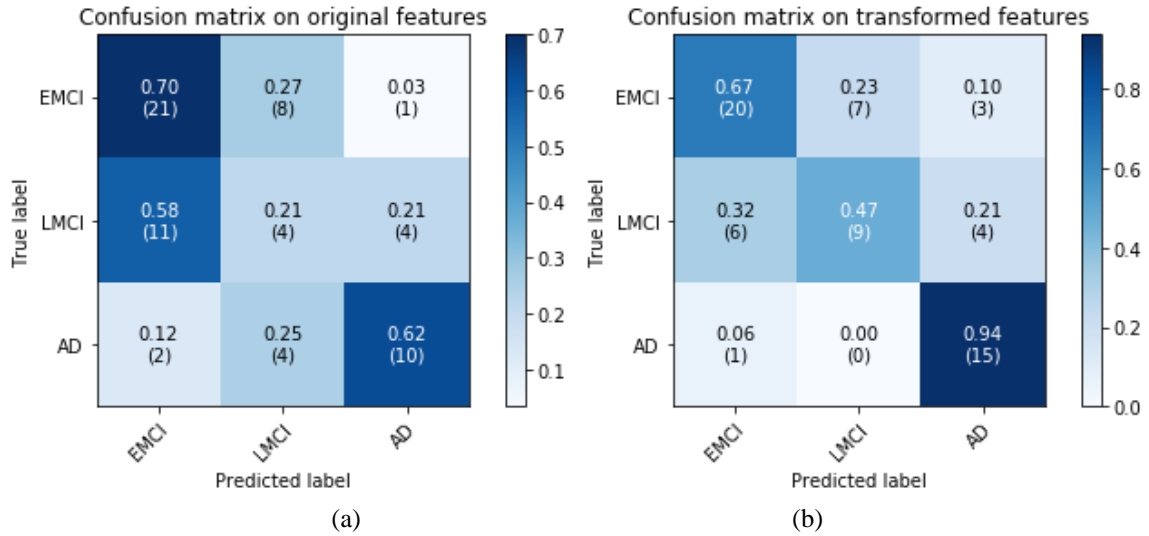 Confusion matrix on original features
EMCI
LMCI
AD
True label
0.70
(21)
0.27
(8)
0.03
(1)
0.58
(11)
0.21
(4)
0.21
(4)
0.12
(2)
0.25
(4)
0.62
(10)
EMCI
LMCI
AD
Predicted label
0.7
0.6
0.5
0.4
0.3
0.2
0.1
(a)
Confusion matrix on transformed features
EMCI
LMCI
AD
True label
0.67
(20)
0.23
(7)
0.10
(3)
0.32
(6)
0.47
(9)
0.21
(4)
0.06
(1)
0.00
(0)
0.94
(15)
EMCI
LMCI
AD
Predicted label
0.8
0.6
0.4
0.2
0.0
(b)